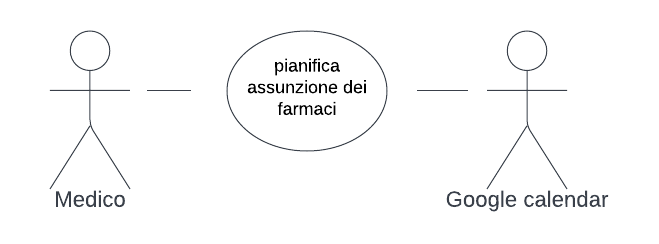 pianifica
assunzione dei
farmaci
Medico
Google calendar